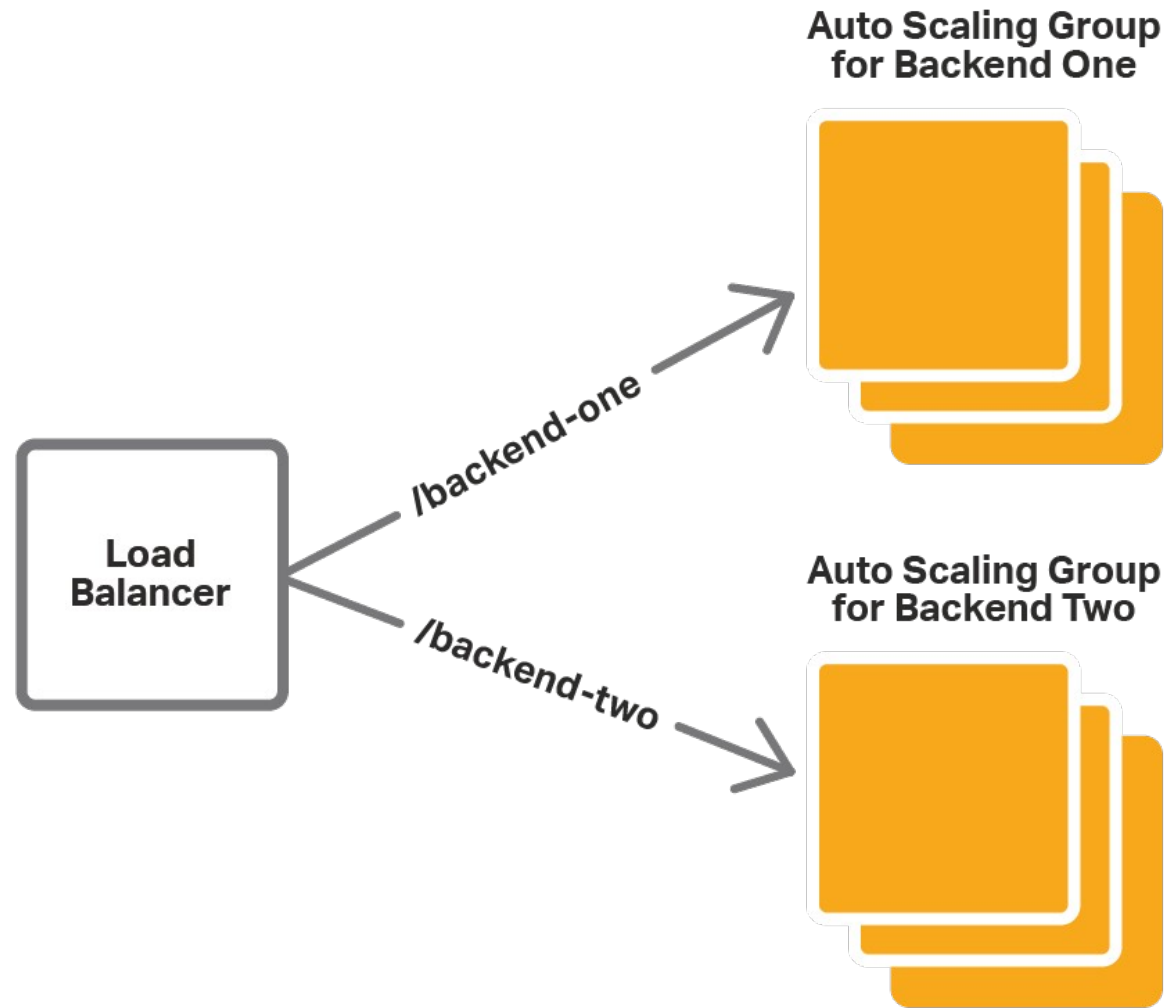 Auto Scaling Group
for Backend One
/backend-one
Load
Balancer
Auto Scaling Group
for Backend Two
/backend-two